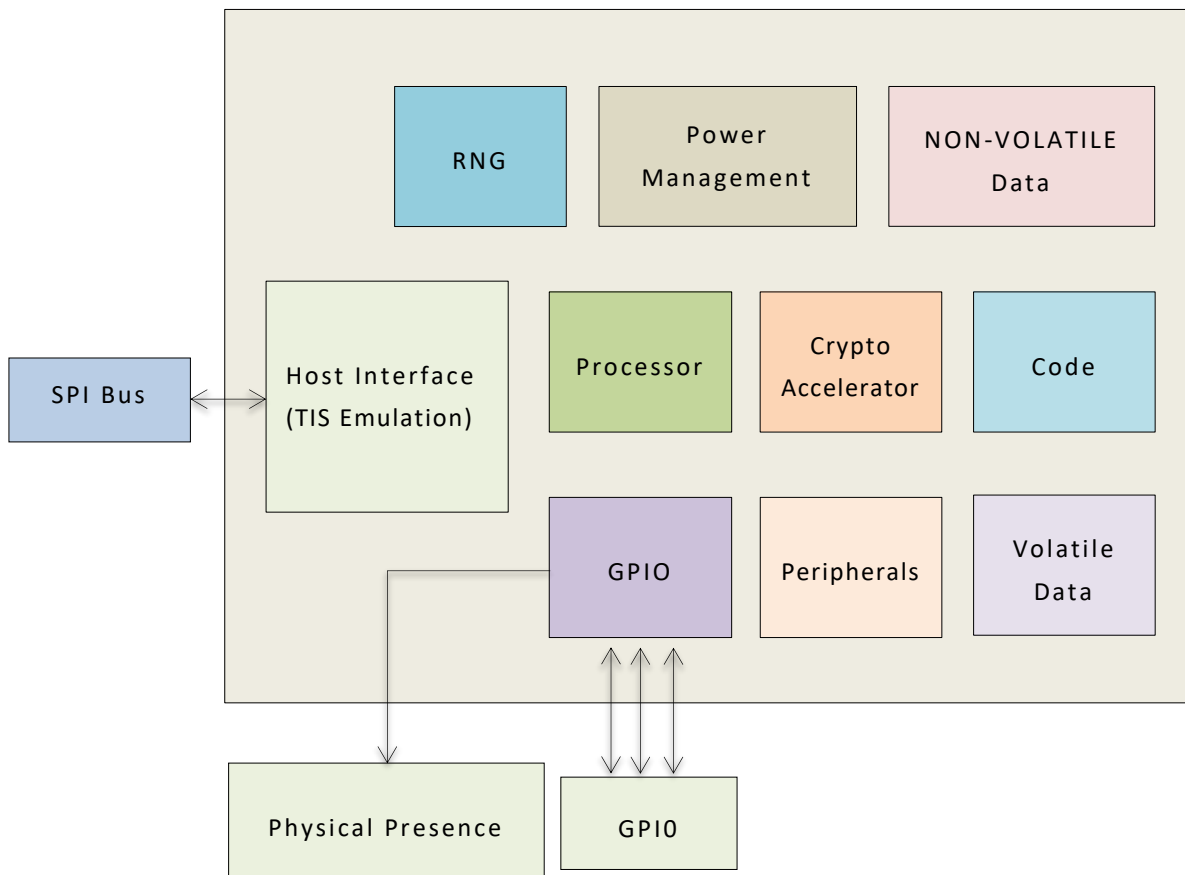 RNG
Power
Management
NON-VOLATILE
Data
SPI Bus
Host Interface
(TIS Emulation)
Processor
Crypto
Accelerator
Code
GPIO
Peripherals
Volatile
Data
Physical Presence
GPI0